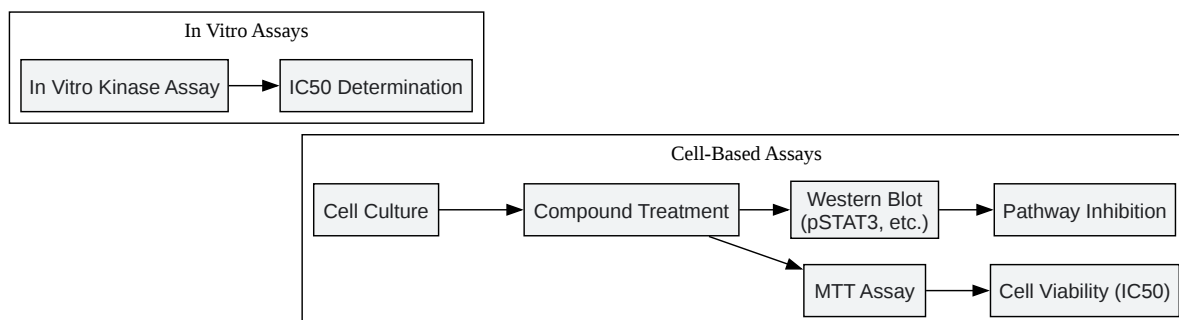 In Vitro Assays
In Vitro Kinase Assay
IC50 Determination
Cell-Based Assays
Cell Culture
Compound Treatment
Western Blot
(pSTAT3, etc.)
Pathway Inhibition
MTT Assay
Cell Viability (IC50)